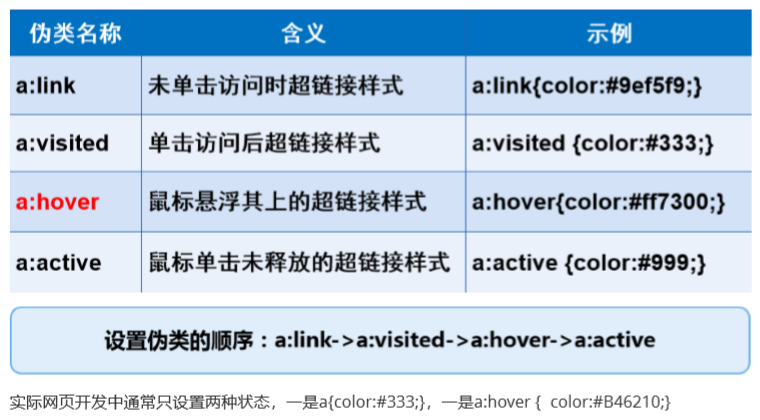 伪类名称 含义 示例
a:link 未单击访问时超链接样式 a:link{color:#9ef5f9;}
a:visited 单击访问后超链接样式 a:visited {color:#333;}
a:hover 鼠标悬浮其上的超链接样式 a:hover{color:#ff7300;}
a:active 鼠标单击未释放的超链接样式 a:active {color:#999;}
设置伪类的顺序：a:link->a:visited->a:hover->a:active
实际网页开发中通常只设置两种状态，一是a{color:#333;}，一是a:hover { color:#B46210;}